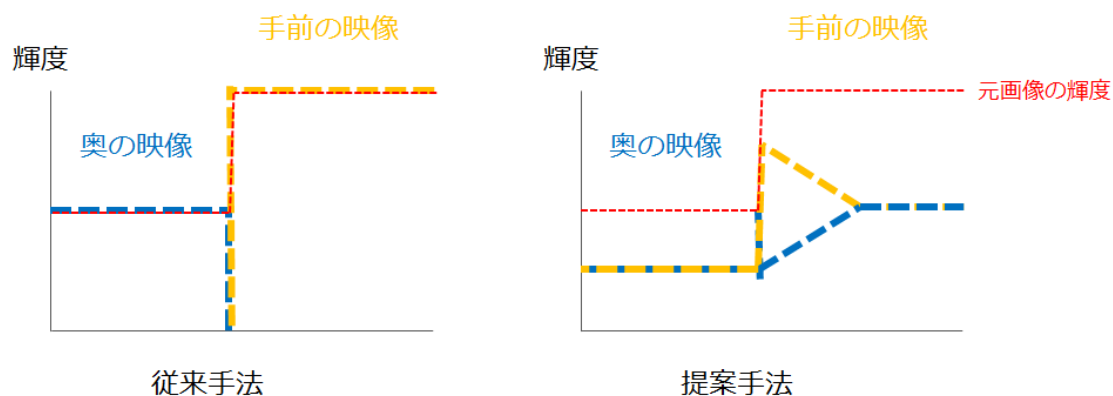 手前の映像
輝度
奥の映像
従来手法
手前の映像
輝度
元画像の輝度
奥の映像
提案手法